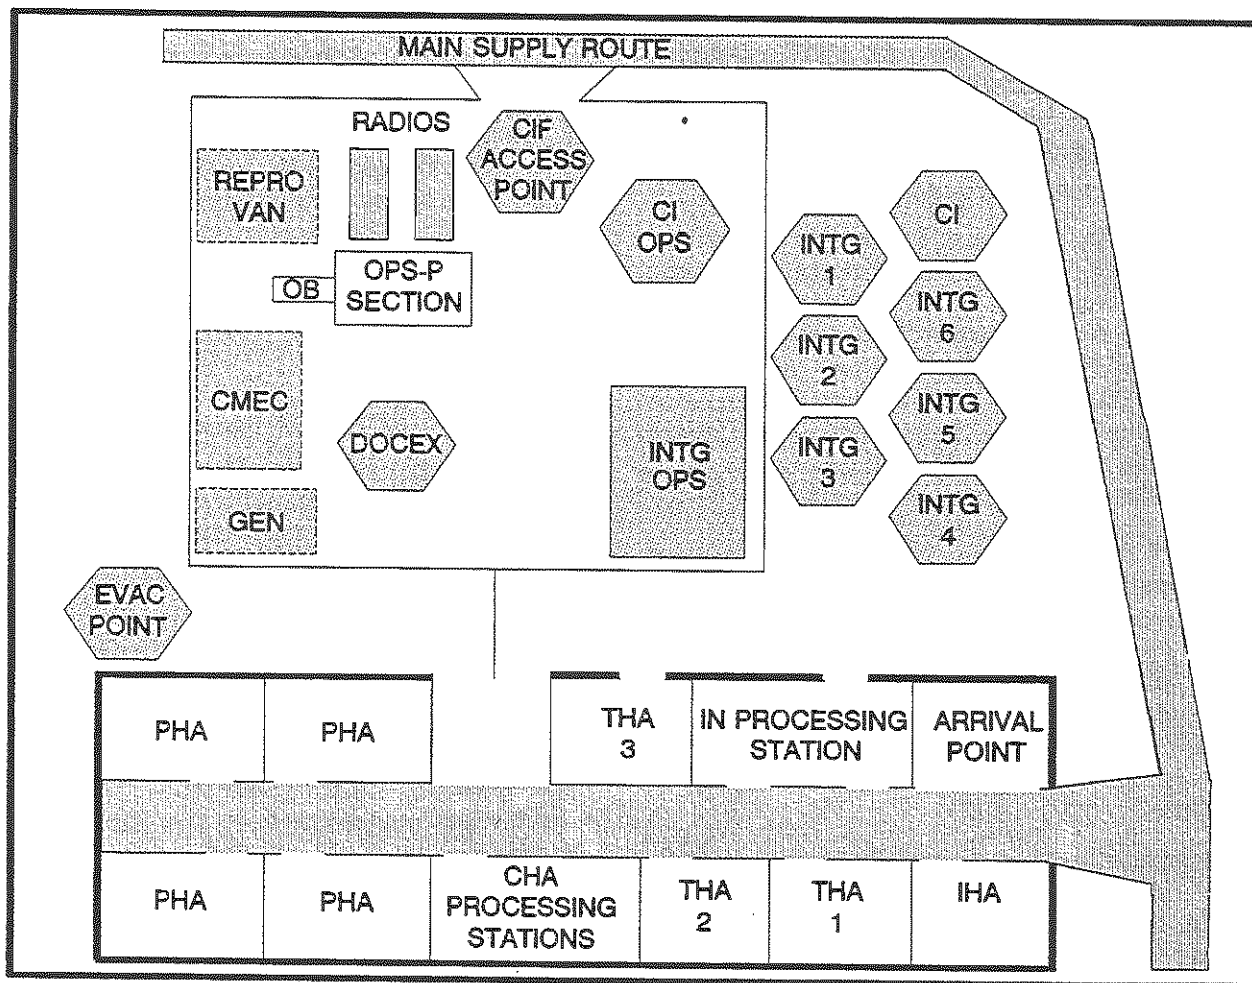 MAIN SUPPLY ROUTE
RADIOS
CIF
ACCESS
POINT
REPRO
VAN
CI
OPS
CI
INTG
1
OPS-P
SECTION
OB
INTG
6
INTG
2
CMEC
DOCEX
INTG
OPS
INTG
5
INTG
3
GEN
INTG
4
EVAC
POINT
PHA
PHA
THA
3
IN PROCESSING
STATION
ARRIVAL
POINT
PHA
PHA
CHA
PROCESSING
STATIONS
THA
2
THA
1
IHA